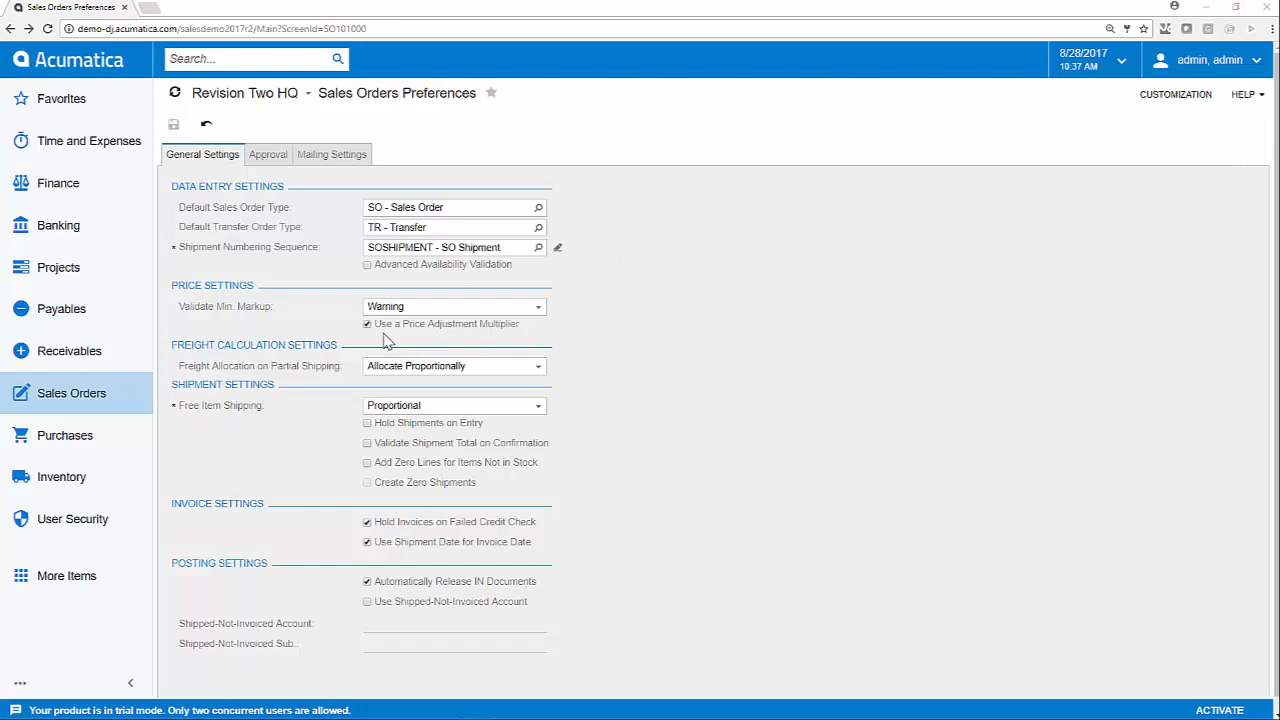 Sales Orders Preferences
demo-dj.acumatica.com/salesdemo2017r2/Main?ScreenId=SO101000
Acumatica
Search...
8/28/2017
10:37 AM
admin, admin
Favorites
Revision Two HQ - Sales Orders Preferences
CUSTOMIZATION
HELP
Time and Expenses
General Settings
Approval
Mailing Settings
Finance
DATA ENTRY SETTINGS
Default Sales Order Type:
SO - Sales Order
Default Transfer Order Type:
TR - Transfer
Banking
* Shipment Numbering Sequence:
SOSHIPMENT - SO Shipment
Advanced Availability Validation
Projects
PRICE SETTINGS
Validate Min. Markup:
Warning
Payables
Use a Price Adjustment Multiplier
FREIGHT CALCULATION SETTINGS
Receivables
Freight Allocation on Partial Shipping:
Allocate Proportionally
SHIPMENT SETTINGS
Sales Orders
* Free Item Shipping:
Proportional
Hold Shipments on Entry
Purchases
Validate Shipment Total on Confirmation
Add Zero Lines for Items Not in Stock
Inventory
Create Zero Shipments
INVOICE SETTINGS
User Security
Hold Invoices on Failed Credit Check
Use Shipment Date for Invoice Date
POSTING SETTINGS
More Items
Automatically Release IN Documents
Use Shipped-Not-Invoiced Account
Shipped-Not-Invoiced Account:
Shipped-Not-Invoiced Sub.:
Your product is in trial mode. Only two concurrent users are allowed.
ACTIVATE